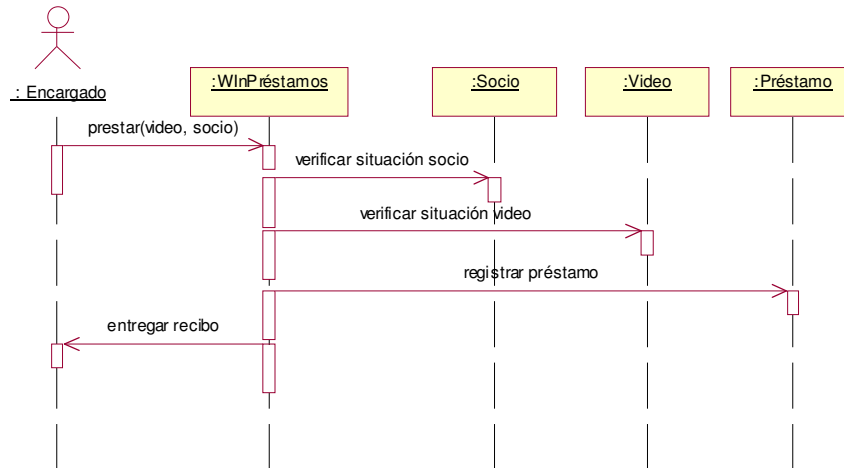 : Encargado
:WInPréstamos
:Socio
:Video
:Préstamo
prestar(video, socio)
verificar situación socio
verificar situación video
registrar préstamo
entregar recibo